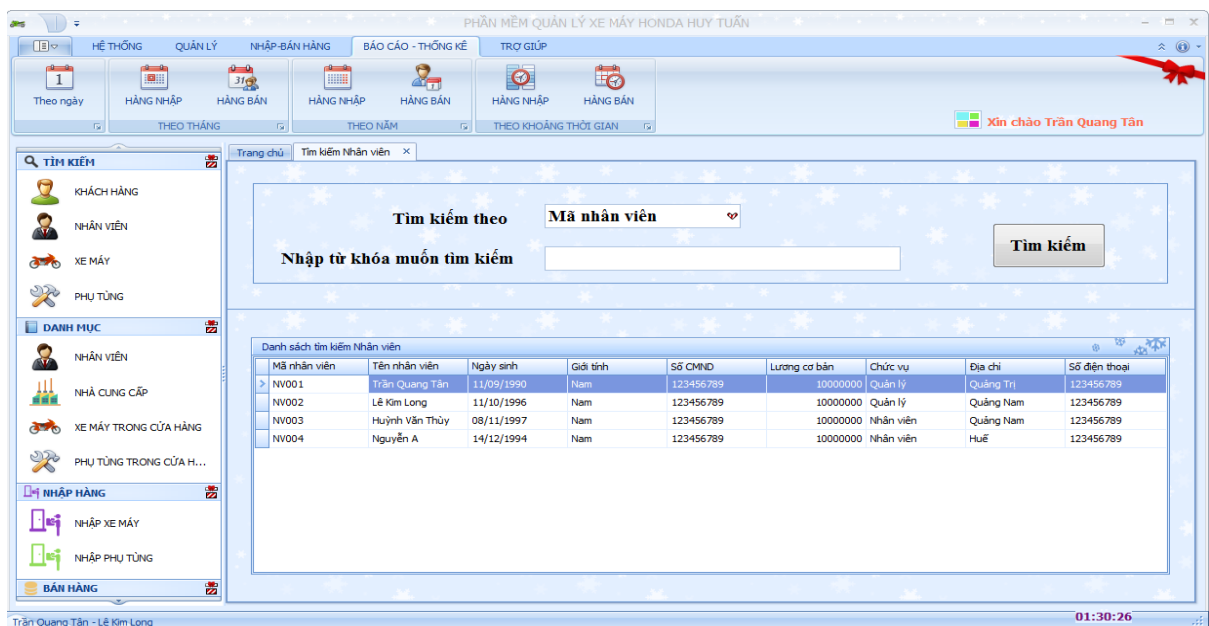 PHẦN MỀM QUẢN LÝ XE MÁY HONDA HUY TUẤN
HỆ THỐNG QUẢN LÝ NHẬP-BÁN HÀNG BÁO CÁO - THỐNG KÊ TRỢ GIÚP
1 31
Theo ngày HÀNG NHẬP HÀNG BÁN HÀNG NHẬP HÀNG BÁN HÀNG NHẬP HÀNG BÁN
THEO THÁNG THEO NĂM THEO KHOẢNG THỜI GIAN
Xin chào Trần Quang Tân
TÌM KIẾM
KHÁCH HÀNG
NHÂN VIÊN
XE MÁY
PHỤ TÙNG
DANH MỤC
NHÂN VIÊN
NHÀ CUNG CẤP
XE MÁY TRONG CỬA HÀNG
PHỤ TÙNG TRONG CỬA H...
NHẬP HÀNG
NHẬP XE MÁY
NHẬP PHỤ TÙNG
BÁN HÀNG
Trang chủ Tìm kiếm Nhân viên
Tìm kiếm theo Mã nhân viên
Nhập từ khóa muốn tìm kiếm
Tìm kiếm
Danh sách tìm kiếm Nhân viên
Mã nhân viên Tên nhân viên Ngày sinh Giới tính Số CMND Lương cơ bản Chức vụ Địa chỉ Số điện thoại
NV001 Trần Quang Tân 11/09/1990 Nam 123456789 10000000 Quản lý Quảng Trị 123456789
NV002 Lê Kim Long 11/10/1996 Nam 123456789 10000000 Quản lý Quảng Nam 123456789
NV003 Huỳnh Văn Thùy 08/11/1997 Nam 123456789 10000000 Nhân viên Quảng Nam 123456789
NV004 Nguyễn A 14/12/1994 Nam 123456789 10000000 Nhân viên Huế 123456789
Trần Quang Tân - Lê Kim Long
01:30:26